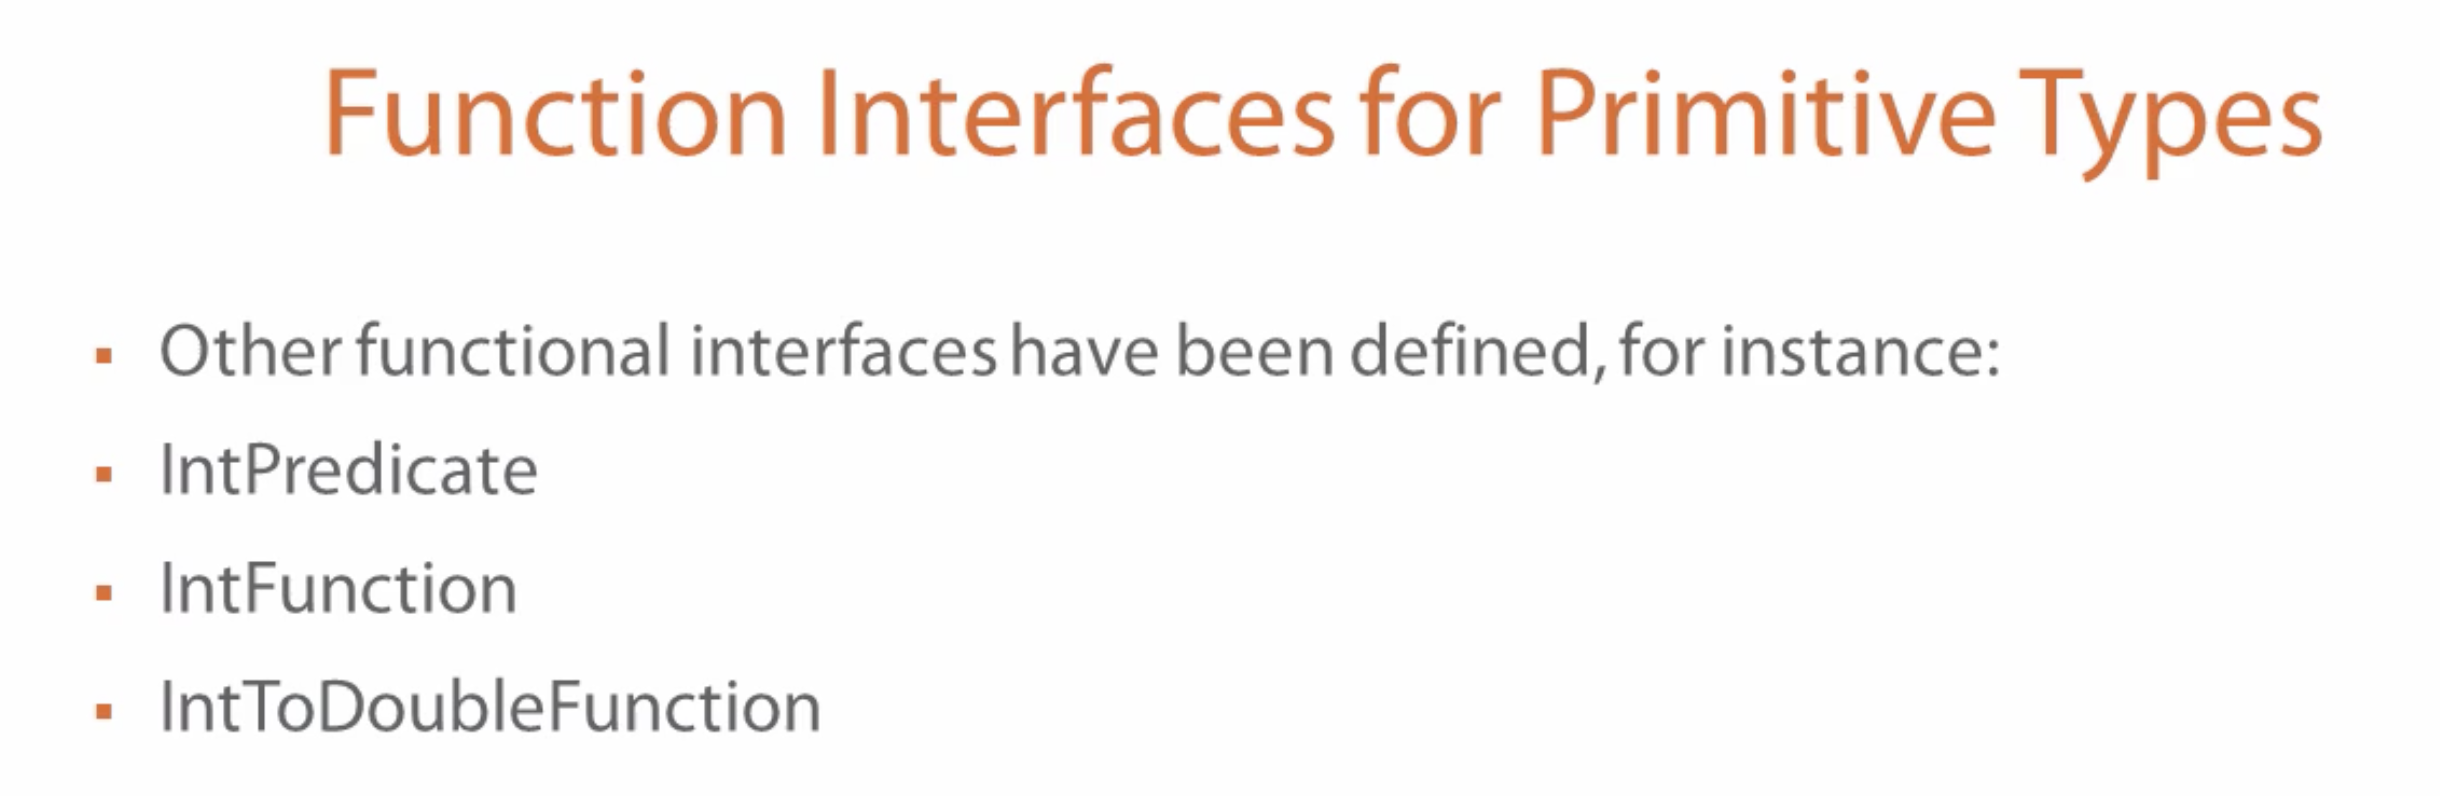 Function Interfaces for Primitive Types
Other functional interfaces have been defined, for instance:
IntPredicate
IntFunction
IntToDoubleFunction